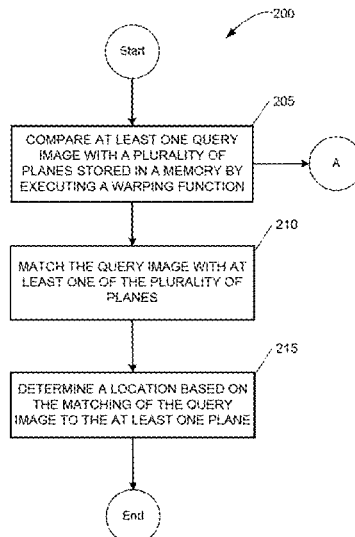 200
Start
205
COMPARE AT LEAST ONE QUERY
IMAGE WITH A PLURALITY OF
PLANES STORED IN A MEMORY BY
EXECUTING A WARPING FUNCTION
A
210
MATCH THE QUERY IMAGE WITH AT
LEAST ONE OF THE PLURALITY OF
PLANES
215
DETERMINE A LOCATION BASED ON
THE MATCHING OF THE QUERY
IMAGE TO THE AT LEAST ONE PLANE
End